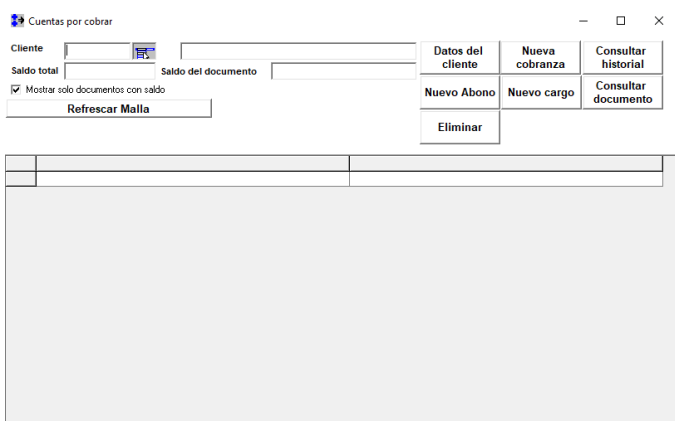 Cuentas por cobrar
Cliente
Saldo total
Saldo del documento
Mostrar solo documentos con saldo
Refrescar Malla
Datos del
cliente
Nueva
cobranza
Consultar
historial
Nuevo Abono
Nuevo cargo
Consultar
documento
Eliminar